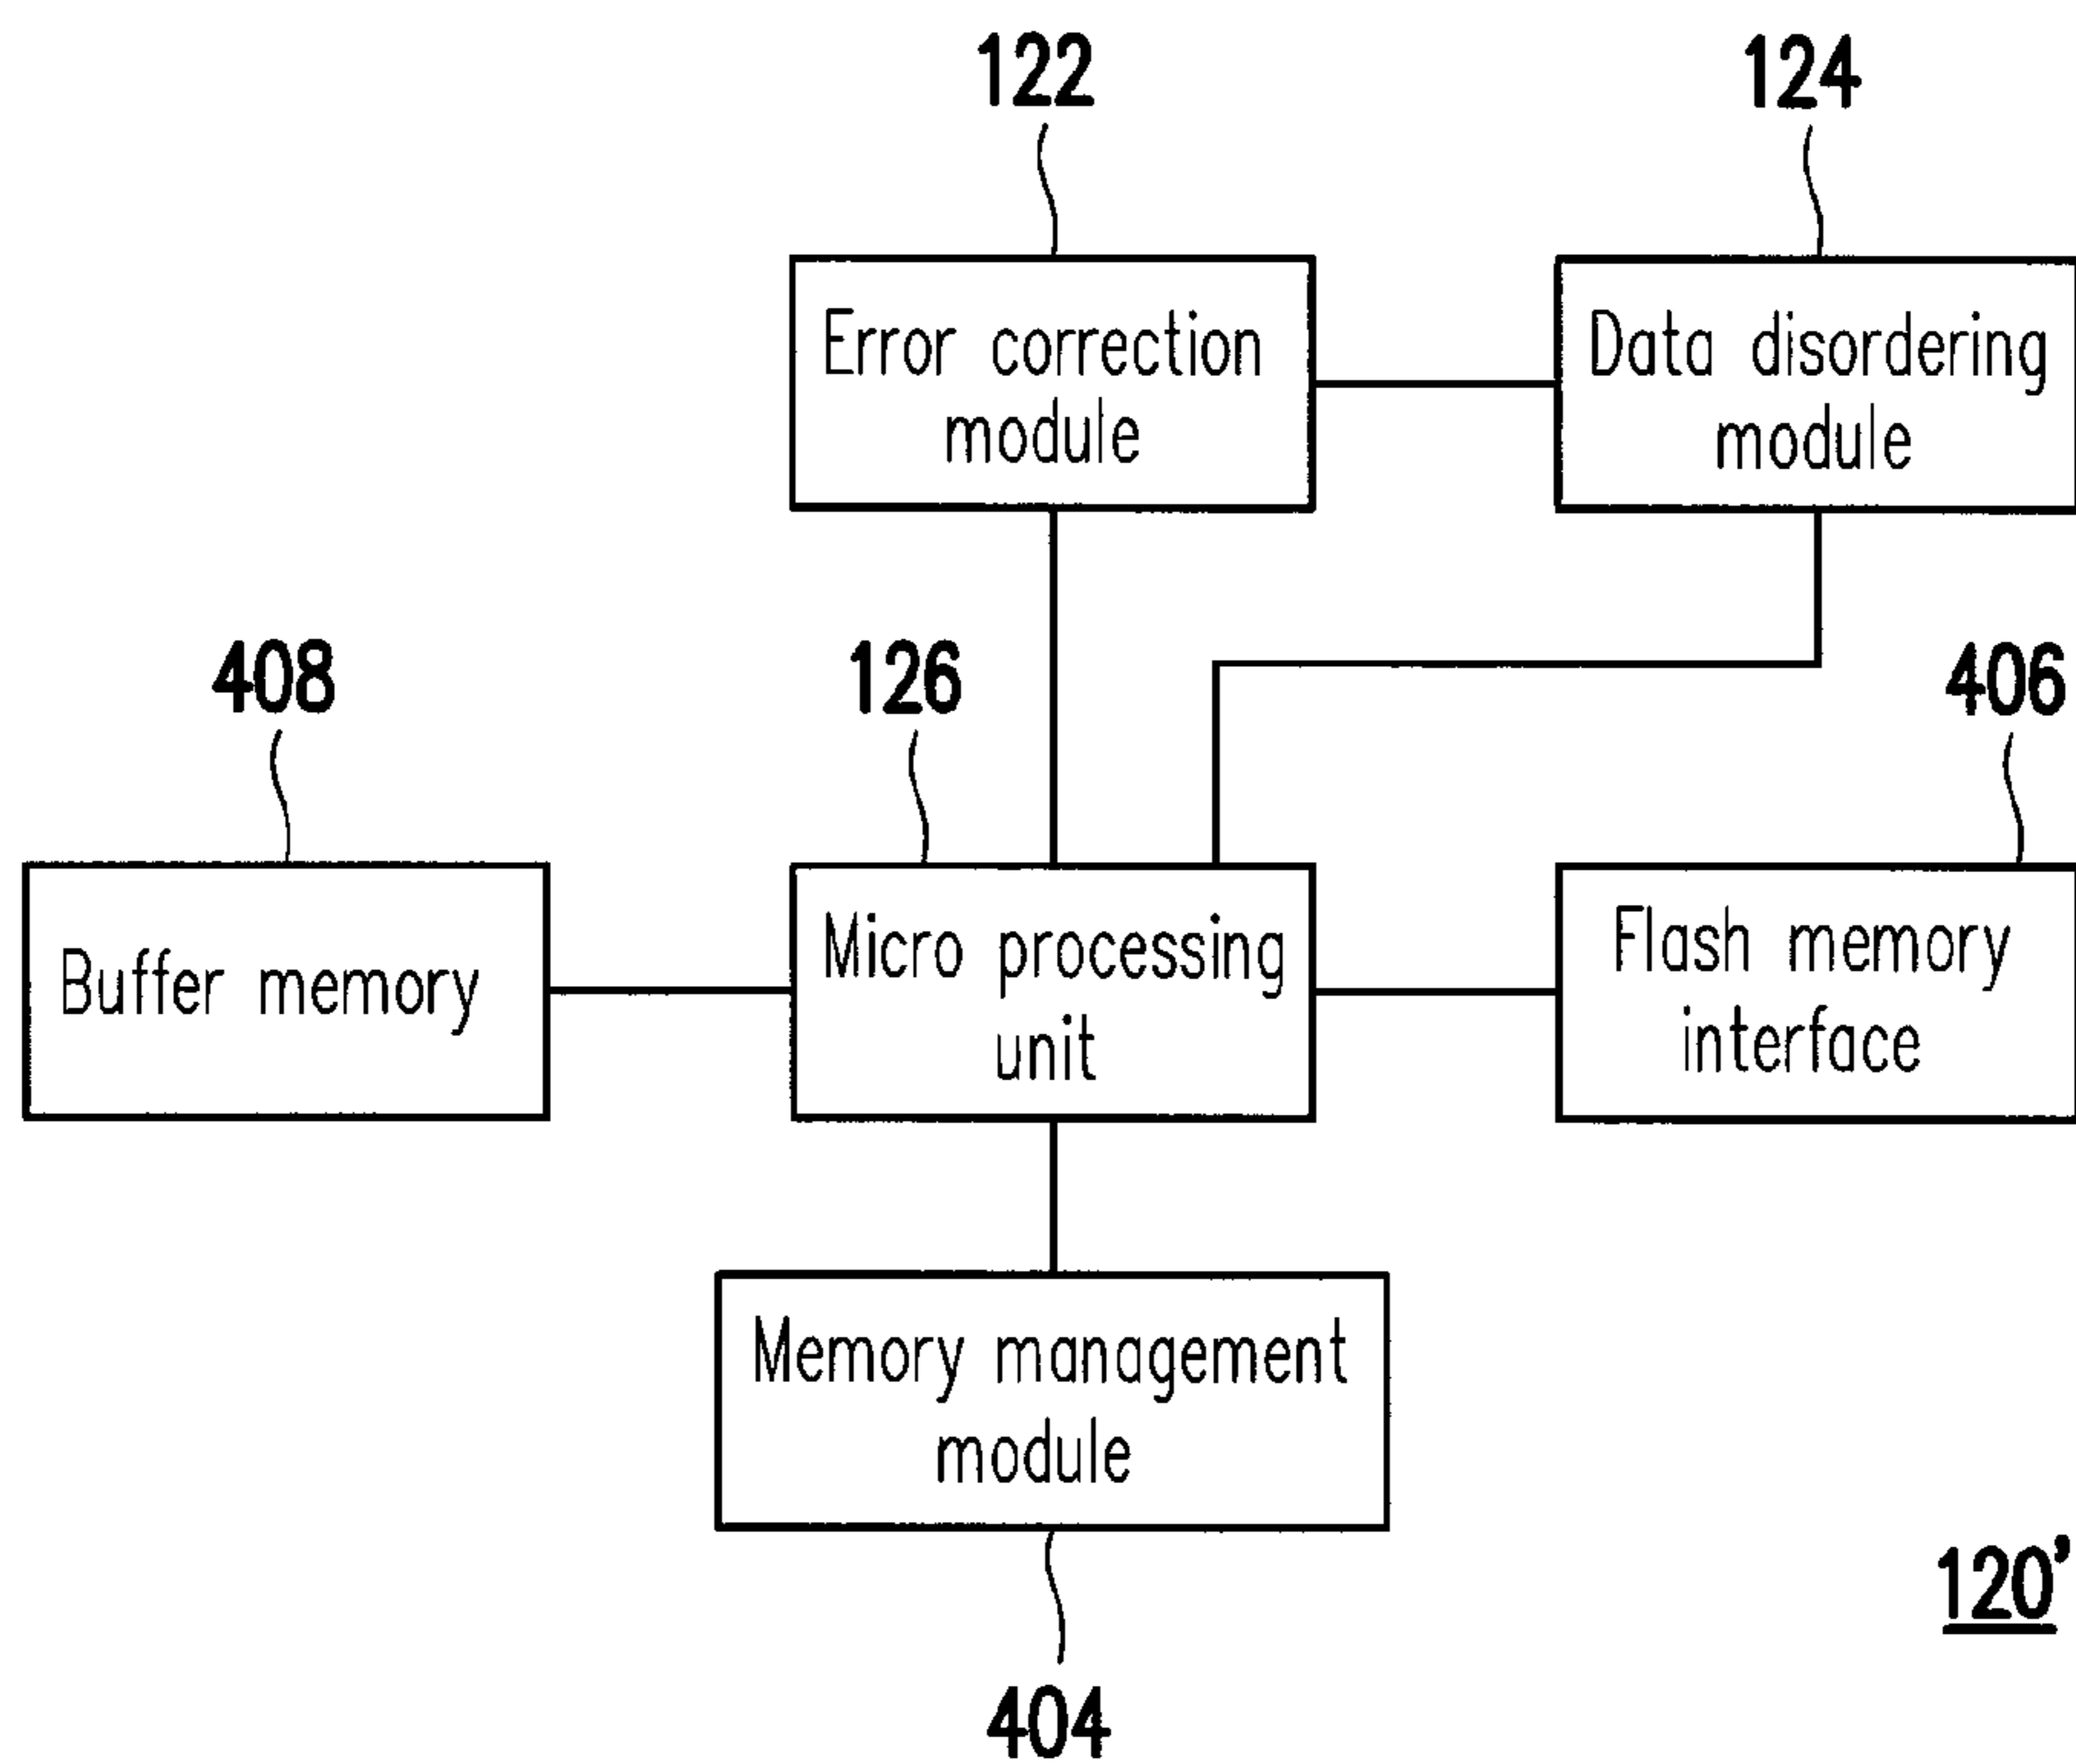 122
124
Error correction
module
Data disordering
module
408
126
406
Buffer memory
Micro processing
unit
Flash memory
interface
Memory management
module
120'
404